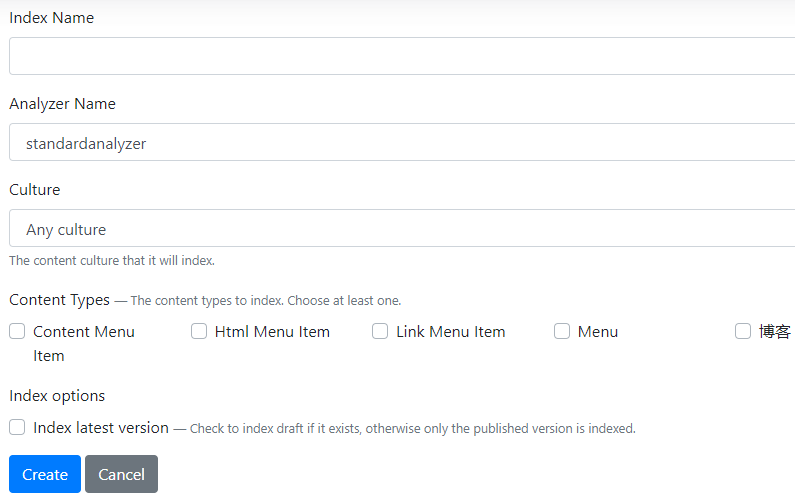 Index Name
Analyzer Name
standardanalyzer
Culture
Any culture
The content culture that it will index.
Content Types — The content types to index. Choose at least one.
Content Menu Item
Html Menu Item
Link Menu Item
Menu
博客
Index options
Index latest version — Check to index draft if it exists, otherwise only the published version is indexed.
Create Cancel